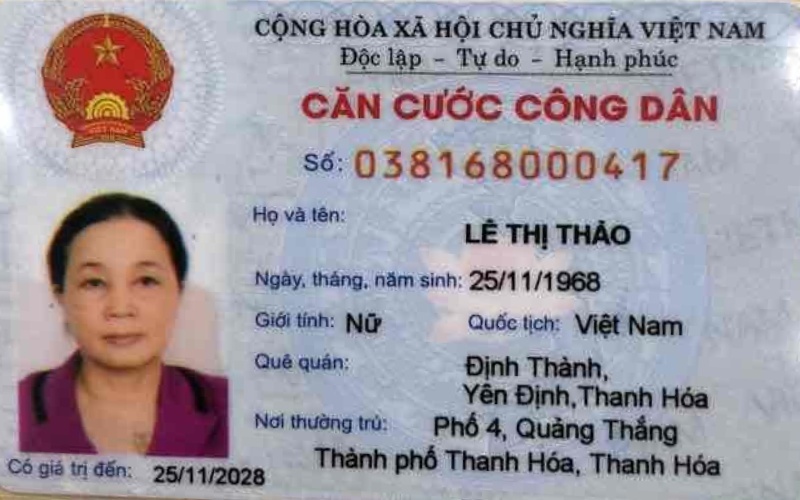 CỘNG HÒA XÃ HỘI CHỦ NGHĨA VIỆT NAM
Độc lập - Tự do - Hạnh phúc
CĂN CƯỚC CÔNG DÂN
Số: 038168000417
Họ và tên:
LÊ THỊ THẢO
Ngày, tháng, năm sinh: 25/11/1968
Giới tính: Nữ Quốc tịch: Việt Nam
Quê quán: Định Thành,
Yên Định,Thanh Hóa
Nơi thường trú: Phố 4, Quảng Thắng
Thành phố Thanh Hóa, Thanh Hóa
Có giá trị đến: 25/11/2028
VIỆT NAM